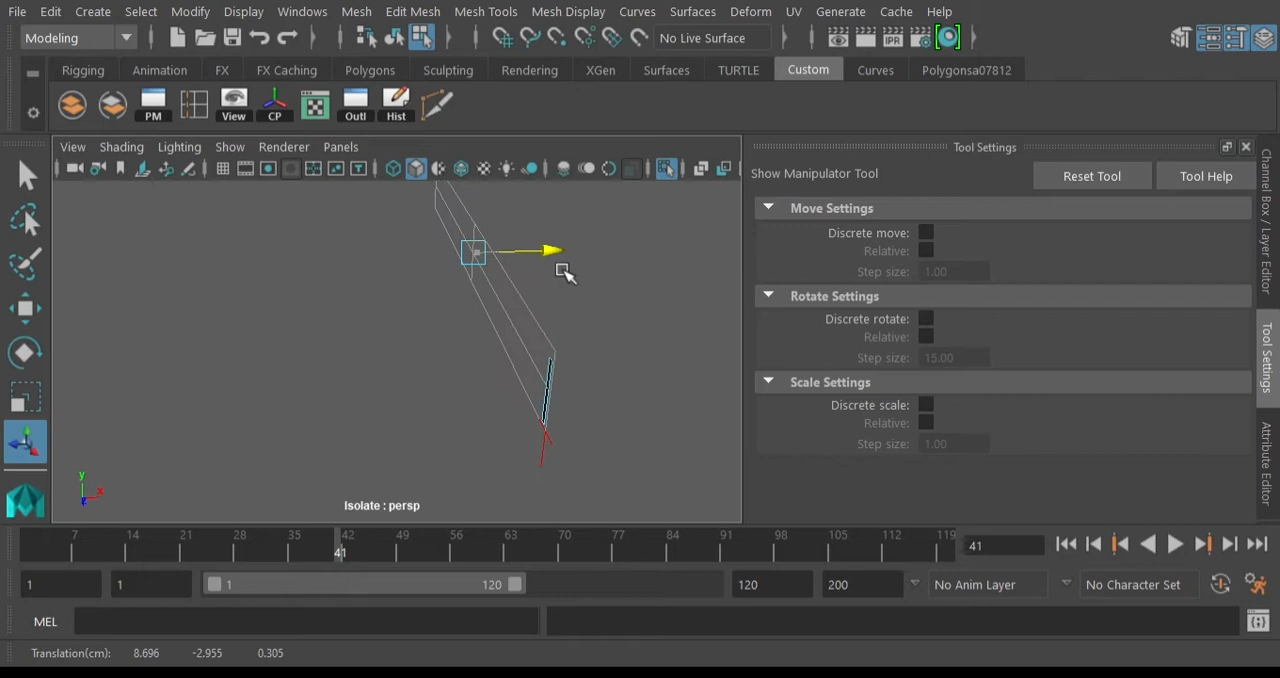 File Edit Create Select Modify Display Windows Mesh Edit Mesh Mesh Tools Mesh Display Curves Surfaces Deform UV Generate Cache Help
Modeling No Live Surface IPR
Rigging Animation FX FX Caching Polygons Sculpting Rendering XGen Surfaces TURTLE Custom Curves Polygonsa07812
PM View CP Outl Hist
View Shading Lighting Show Renderer Panels
Tool Settings
Show Manipulator Tool Reset Tool Tool Help
Move Settings
Discrete move:
Relative:
Step size: 1.00
Rotate Settings
Discrete rotate:
Relative:
Step size: 15.00
Scale Settings
Discrete scale:
Relative:
Step size: 1.00
Channel Box / Layer Editor
Tool Settings
Attribute Editor
y
x
Isolate : persp
7 14 21 28 35 42 49 56 63 70 77 84 91 98 105 112 119
41 41
1 1 1 120 120 200 No Anim Layer No Character Set
MEL
Translation(cm): 8.696 -2.955 0.305